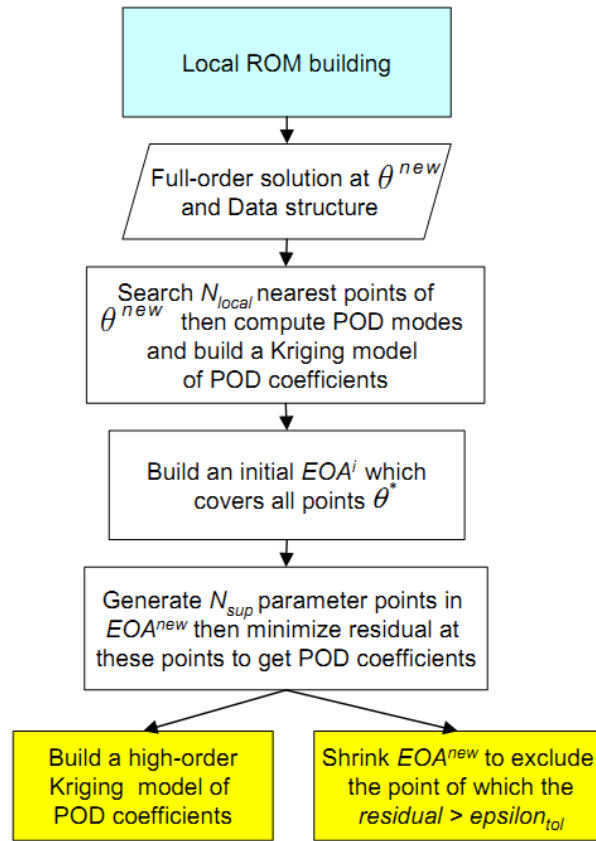 Local ROM building
Full-order solution at θ^new
and Data structure
Search N_local nearest points of
θ^new then compute POD modes
and build a Kriging model
of POD coefficients
Build an initial EOA^i which
covers all points θ^*
Generate N_sup parameter points in
EOA^new then minimize residual at
these points to get POD coefficients
Build a high-order
Kriging model of
POD coefficients
Shrink EOA^new to exclude
the point of which the
residual > epsilon_tol